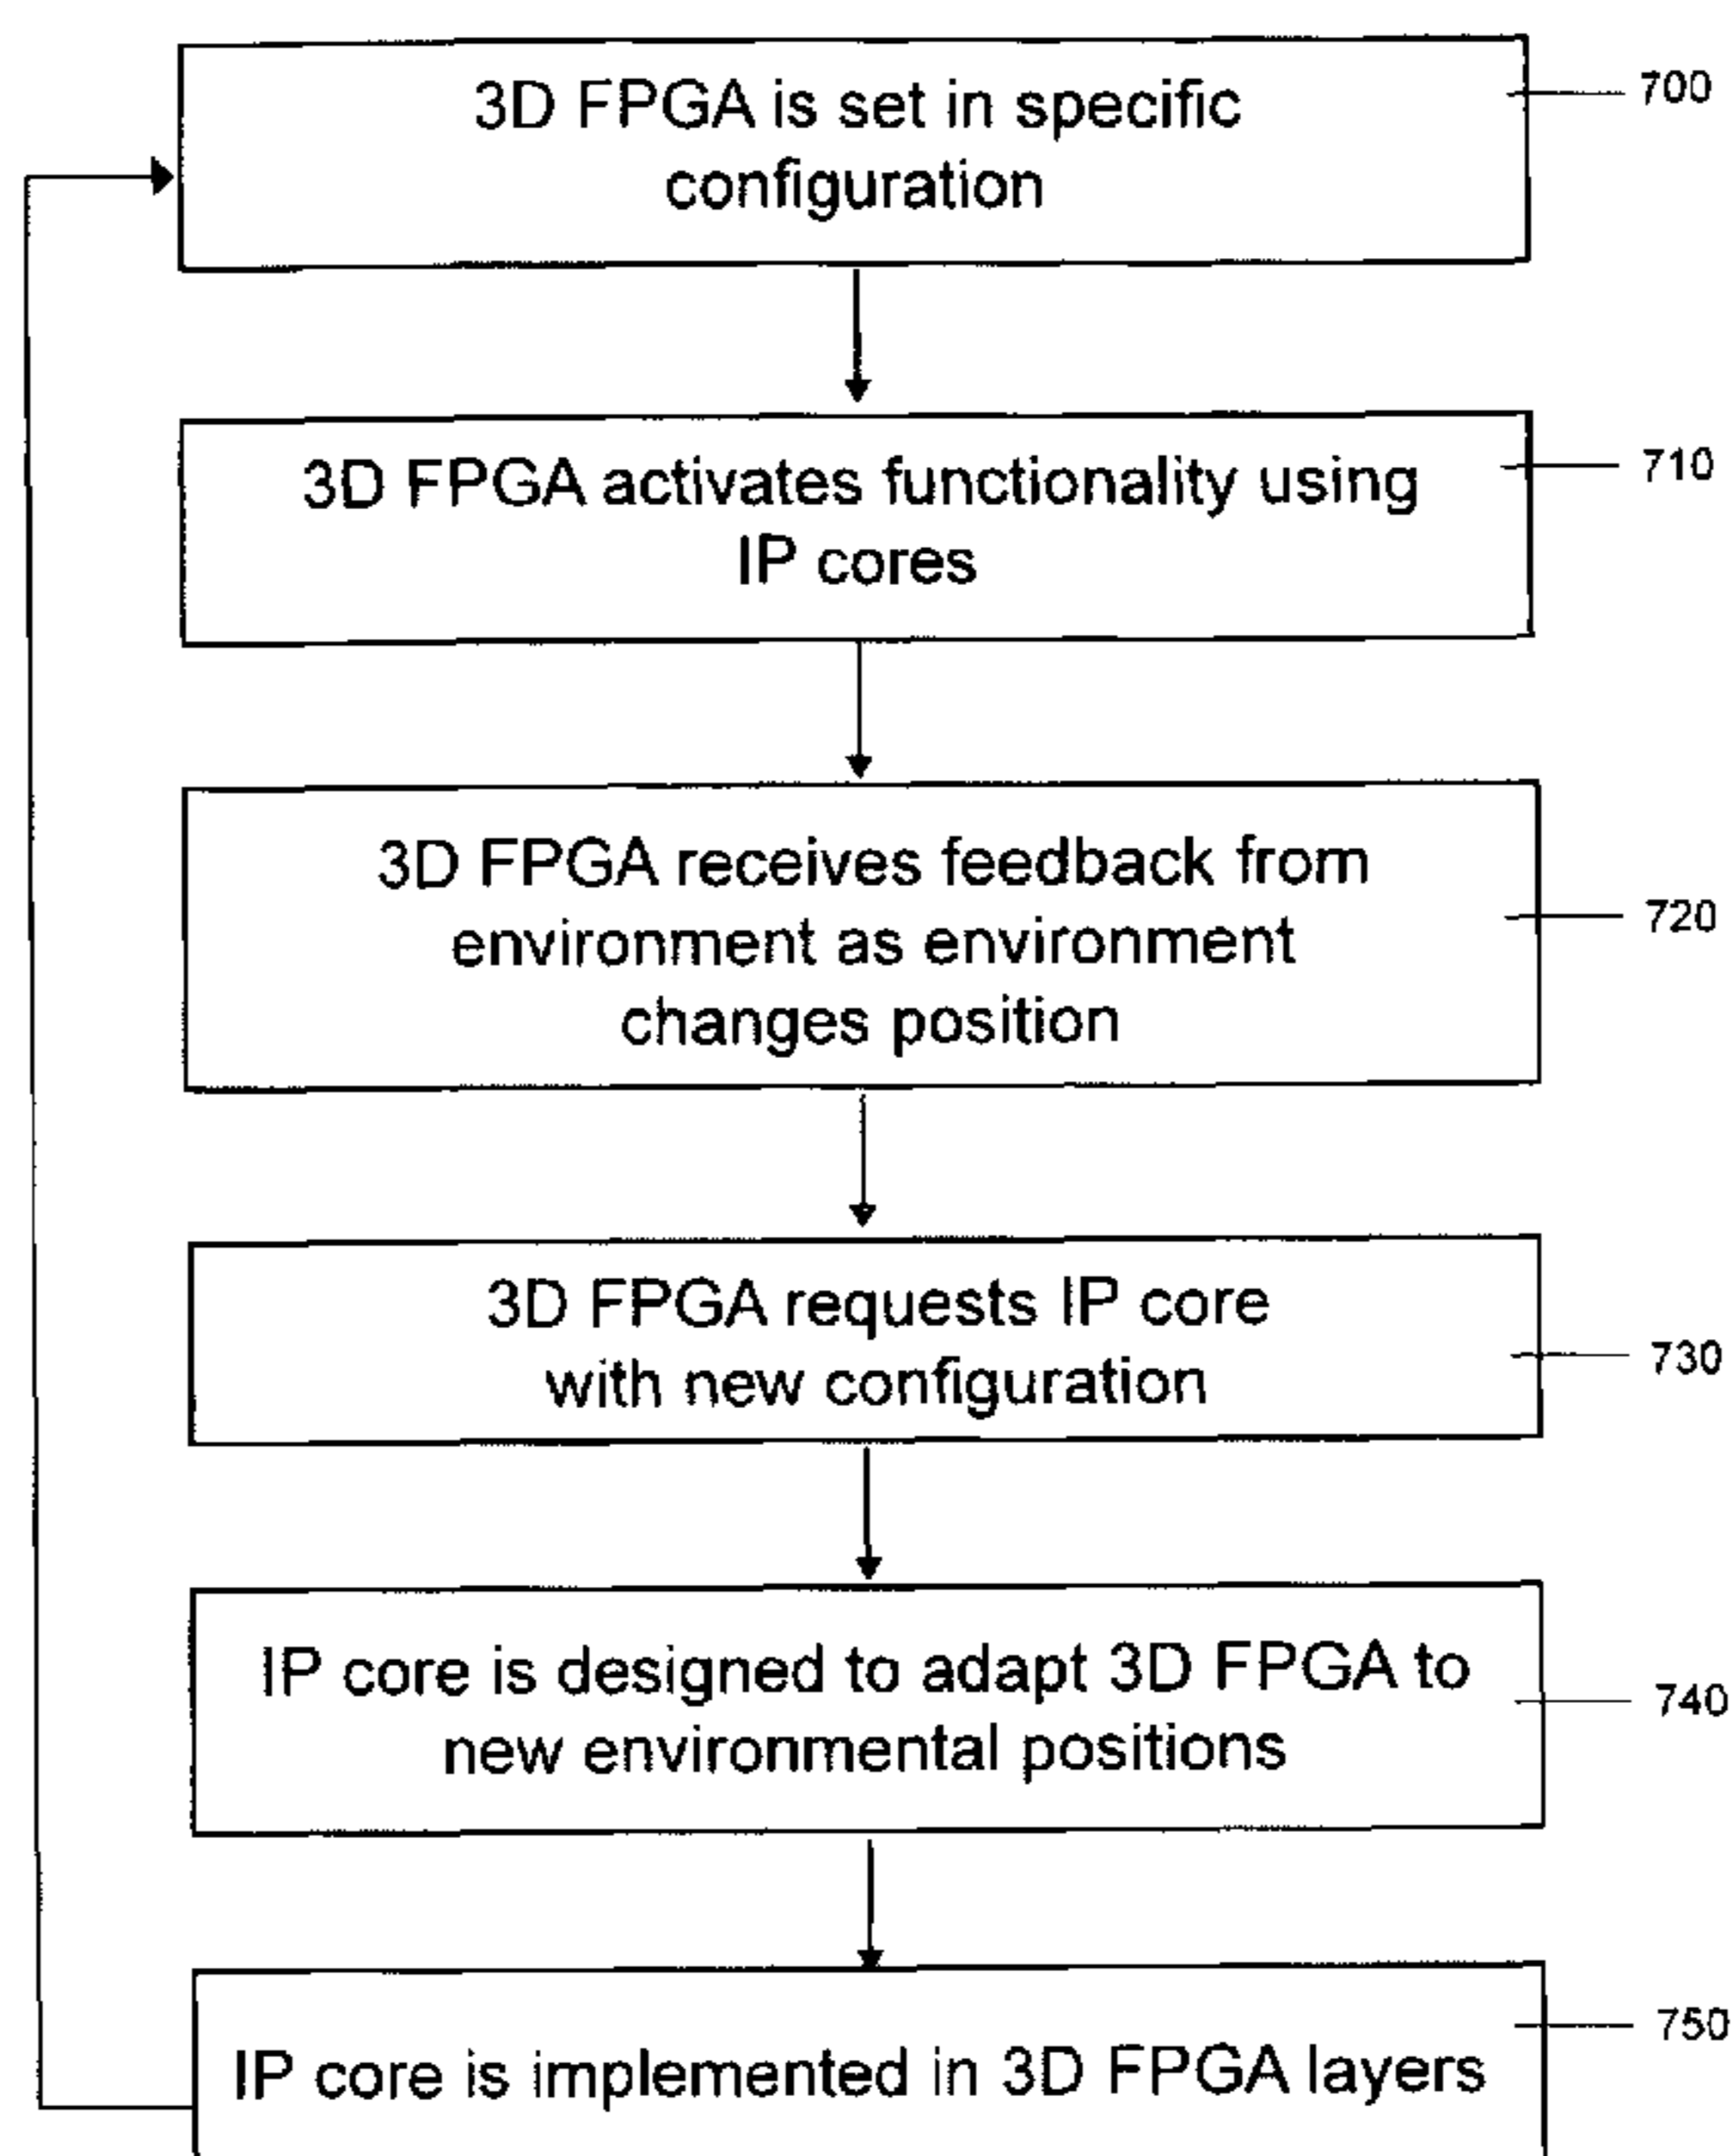 3D FPGA is set in specific
configuration
700
3D FPGA activates functionality using
IP cores
710
3D FPGA receives feedback from
environment as environment
changes position
720
3D FPGA requests IP core
with new configuration
730
IP core is designed to adapt 3D FPGA to
new environmental positions
740
IP core is implemented in 3D FPGA layers
750